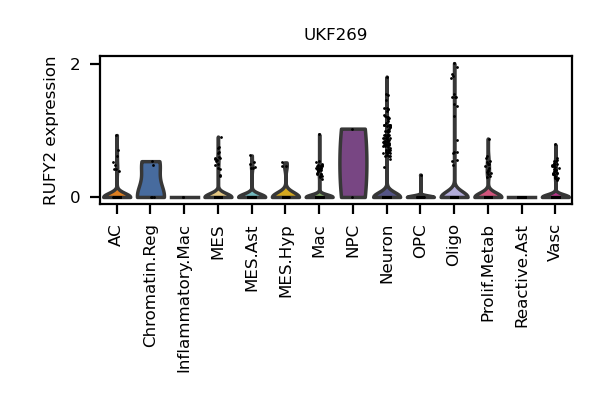 UKF269
RUFY2 expression
2
0
AC
Chromatin.Reg
Inflammatory.Mac
MES
MES.Ast
MES.Hyp
Mac
NPC
Neuron
OPC
Oligo
Prolif.Metab
Reactive.Ast
Vasc